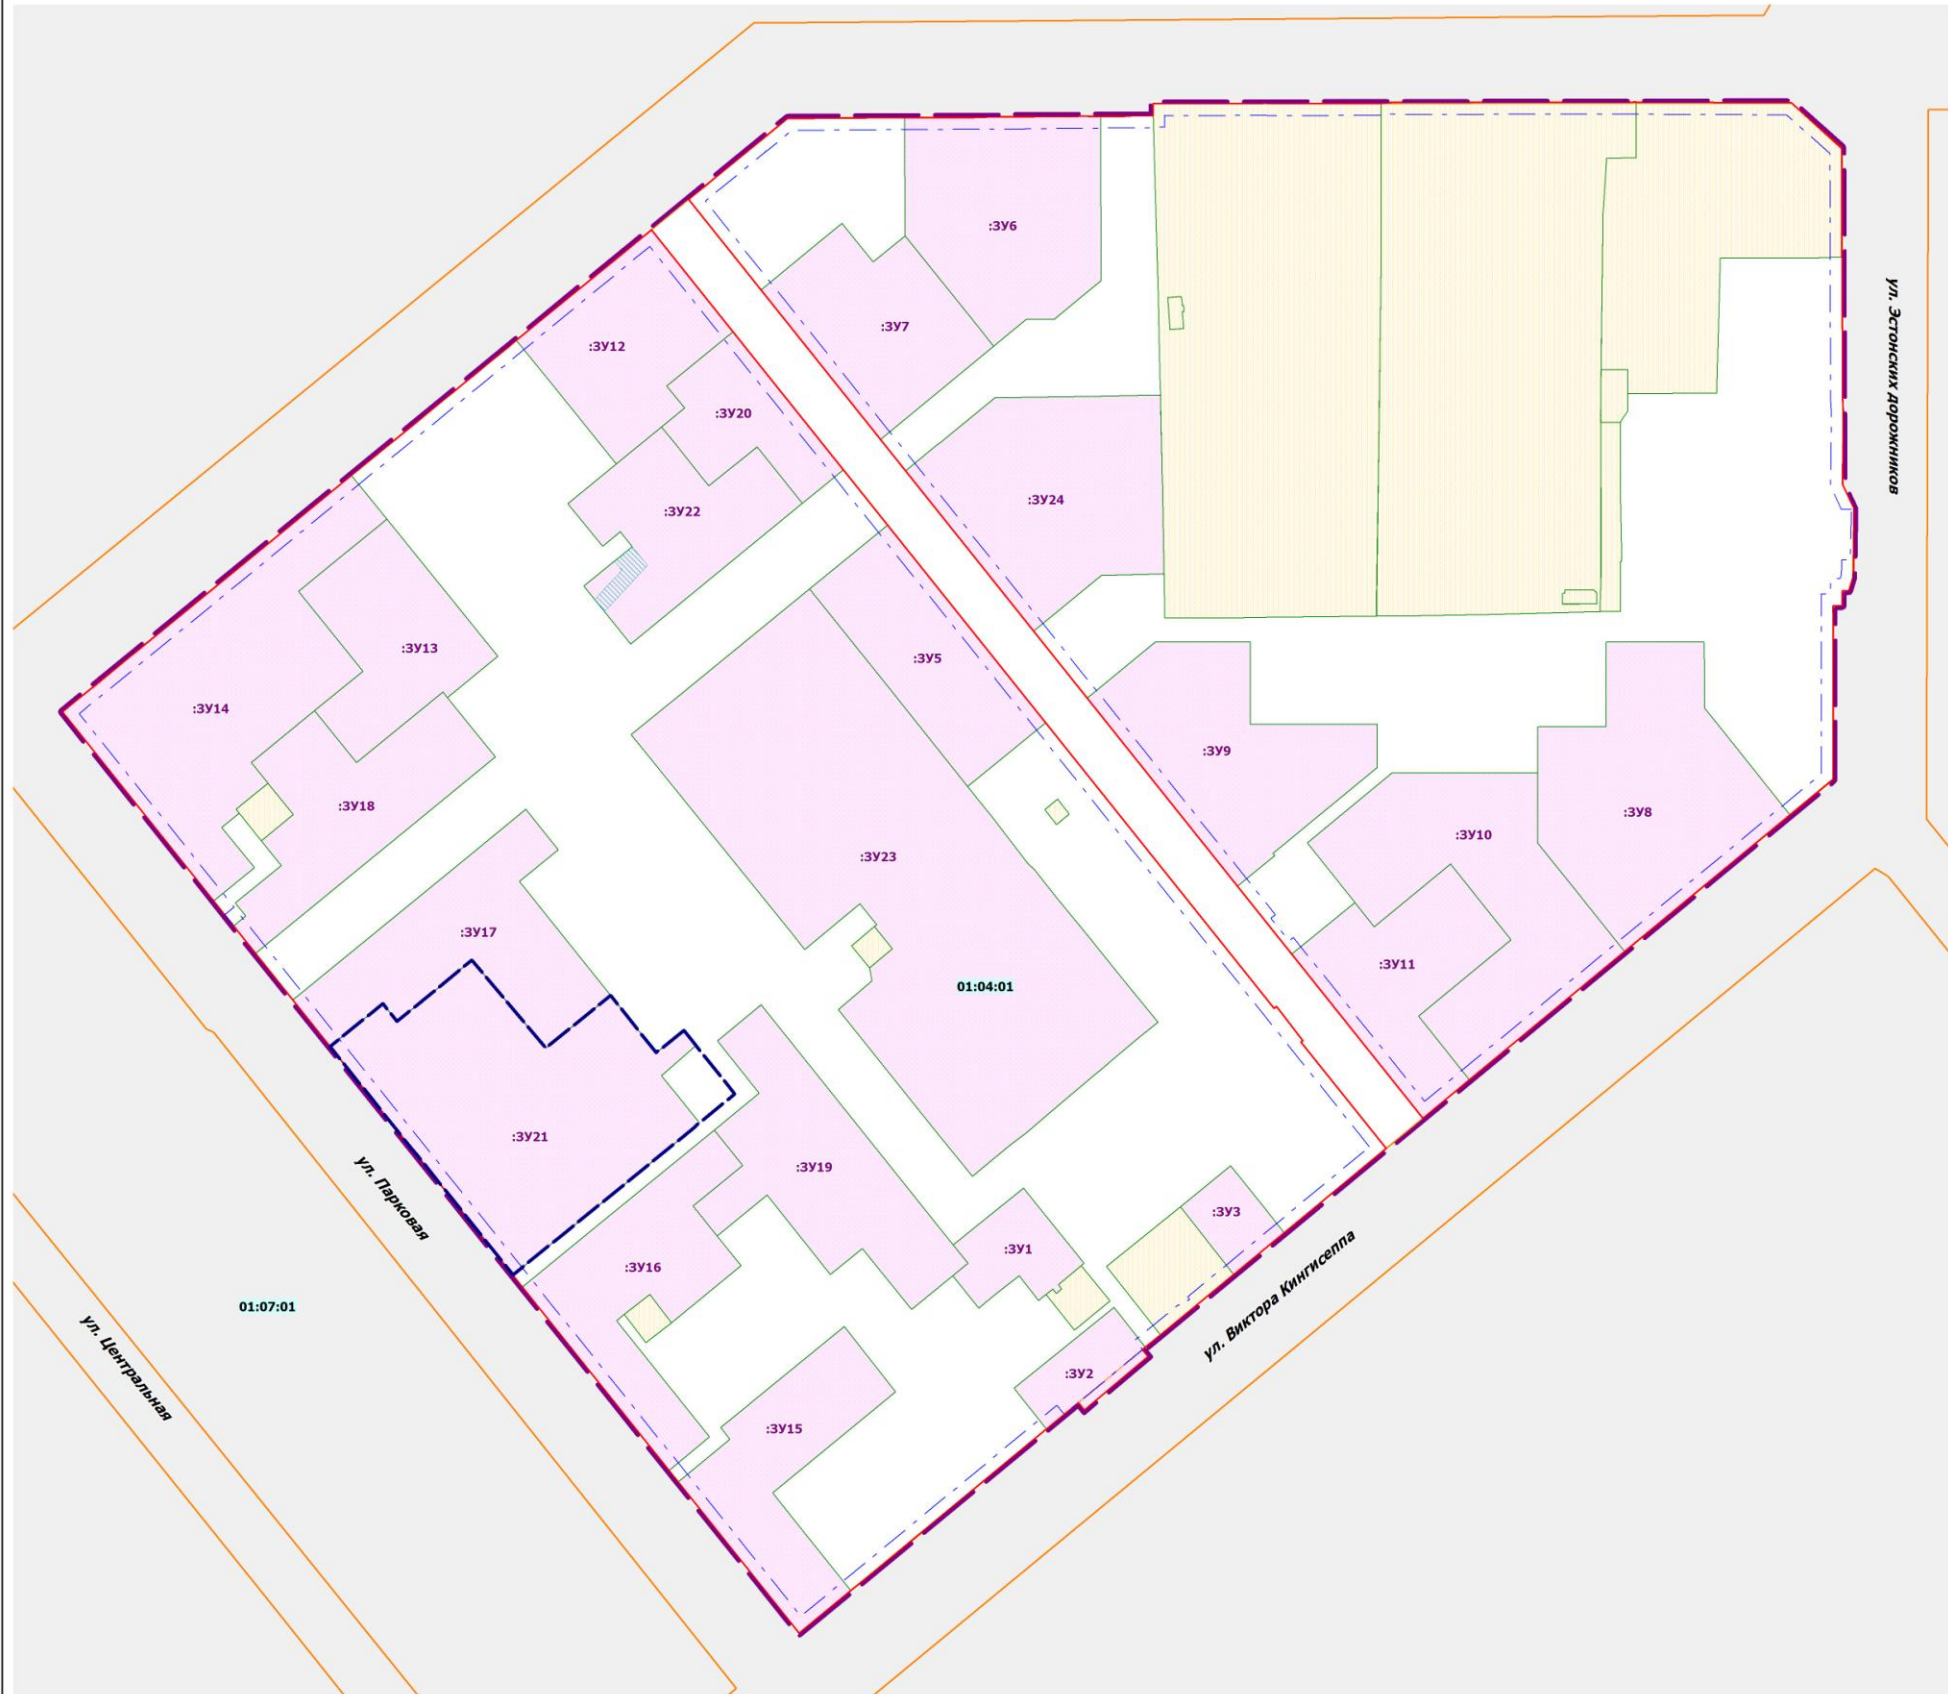 :ЗУ6
ул. Эстонских дорожников
:ЗУ7
:ЗУ12
:ЗУ20
:ЗУ24
:ЗУ22
:ЗУ13
:ЗУ5
:ЗУ14
:ЗУ9
:ЗУ18
:ЗУ8
:ЗУ10
:ЗУ23
:ЗУ17
:ЗУ11
01:04:01
:ЗУ21
:ЗУ19
ул. Парковая
:ЗУ3
:ЗУ1
:ЗУ16
ул. Виктора Кингисеппа
01:07:01
ул. Центральная
:ЗУ2
:ЗУ15